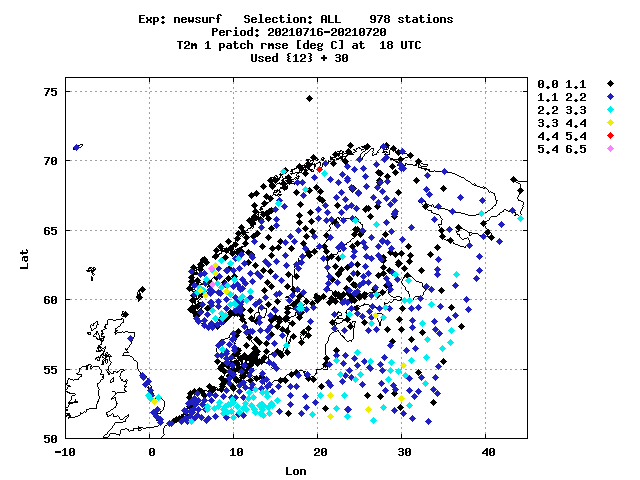 Exp: newsurf   Selection: ALL    978 stations
Period: 20210716-20210720
T2m 1 patch rmse [deg C] at  18 UTC
Used {12} + 30
0.0 1.1
1.1 2.2
2.2 3.3
3.3 4.4
4.4 5.4
5.4 6.5
75
70
65
60
55
50
Lat
-10 0 10 20 30 40
Lon